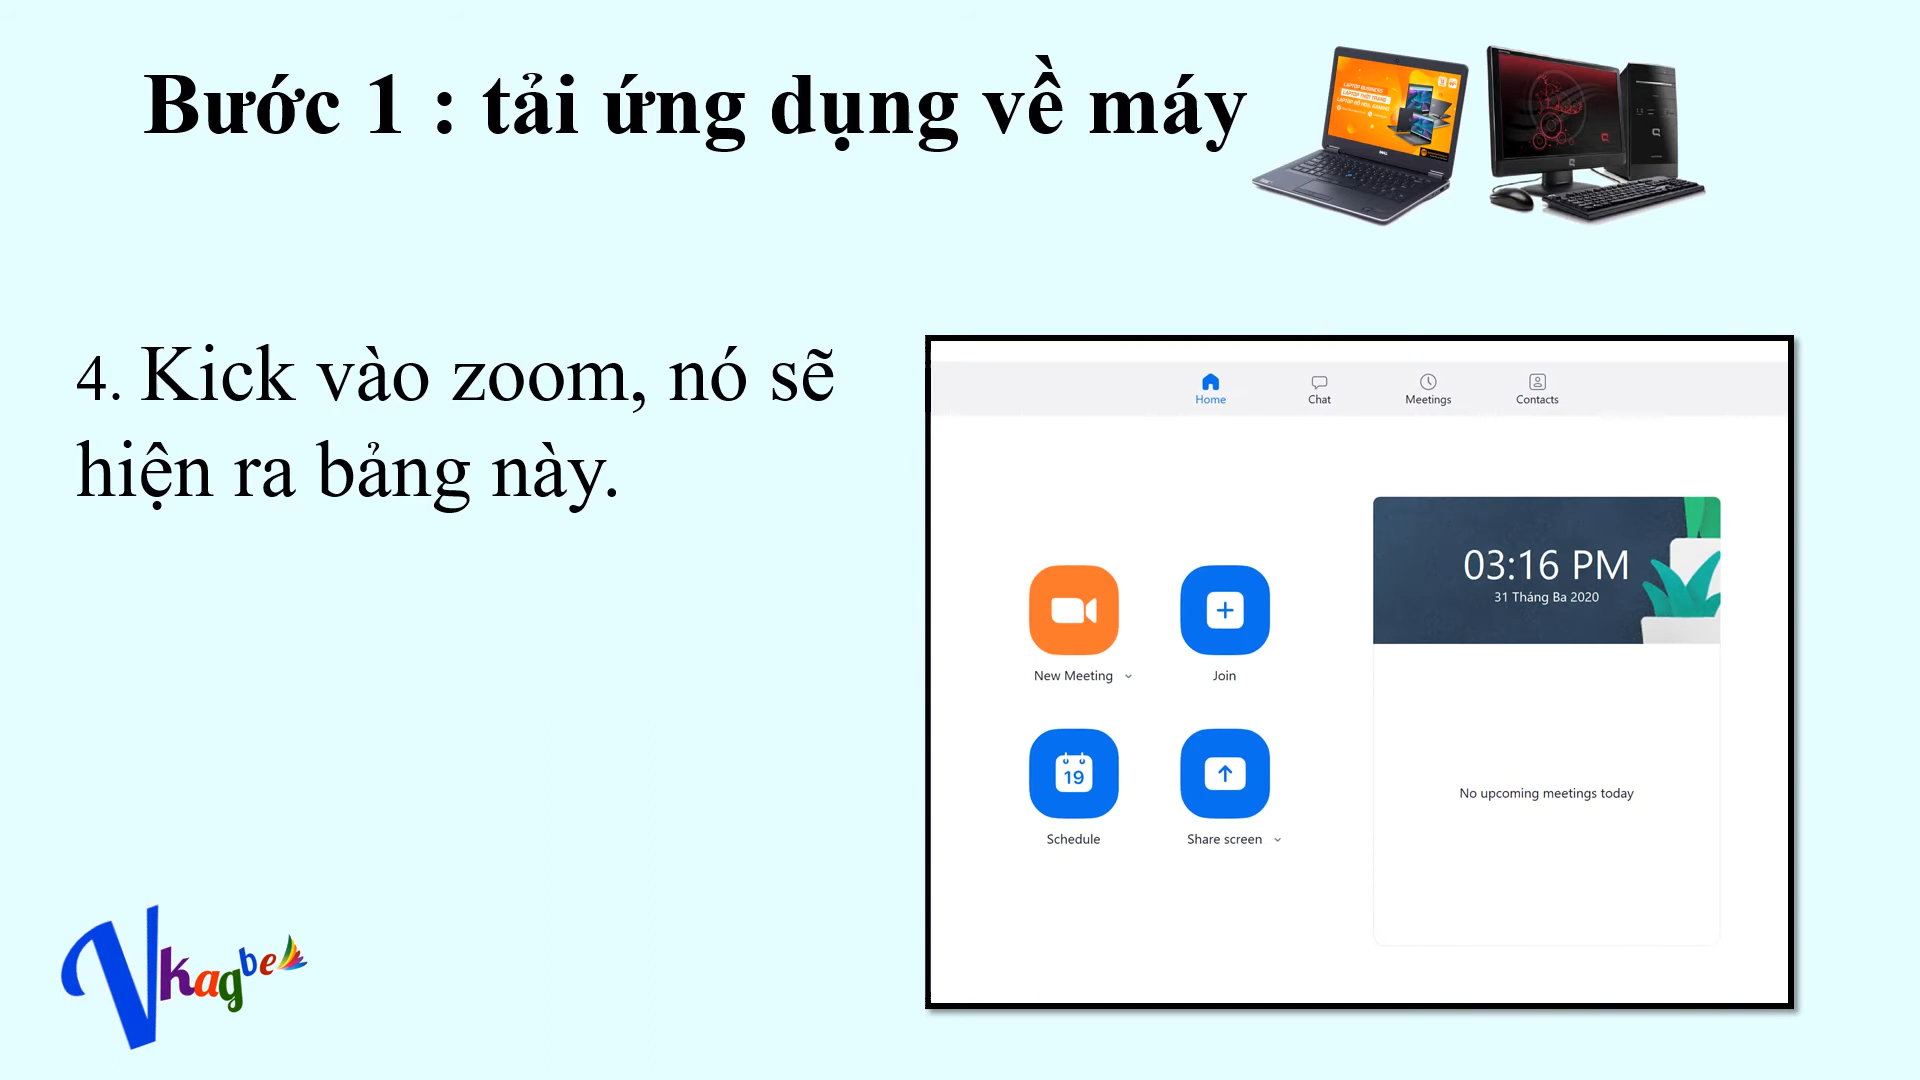 Bước 1 : tải ứng dụng về máy
4. Kick vào zoom, nó sẽ
hiện ra bảng này.
Home
Chat
Meetings
Contacts
03:16 PM
31 Tháng Ba 2020
New Meeting
Join
19
Schedule
Share screen
No upcoming meetings today
Vkagbe